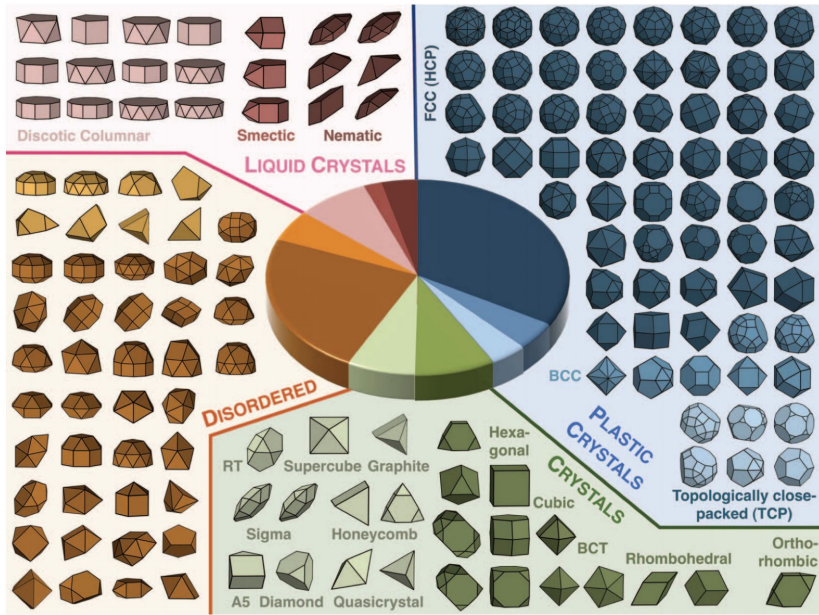 Discotic Columnar
Smectic
Nematic
LIQUID CRYSTALS
FCC (HCP)
BCC
PLASTIC
CRYSTALS
Topologically close-
packed (TCP)
DISORDERED
CRYSTALS
RT
Supercube
Graphite
Hexa-
gonal
Sigma
Honeycomb
Cubic
BCT
A5
Diamond
Quasicrystal
Rhombohedral
Ortho-
rhombic